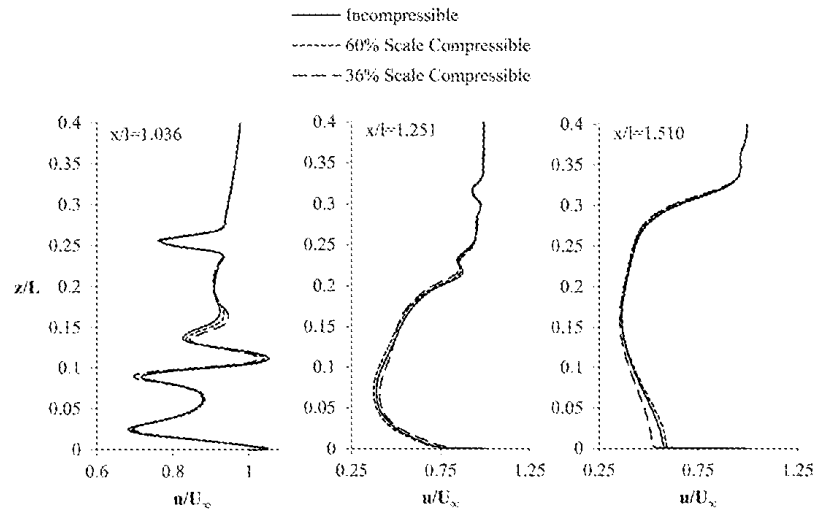 Incompressible
60% Scale Compressible
36% Scale Compressible
x/l=1.036
x/l=1.251
x/l=1.510
0.4
0.35
0.3
0.25
0.2
0.15
0.1
0.05
0
0.4
0.35
0.3
0.25
0.2
0.15
0.1
0.05
0
0.4
0.35
0.3
0.25
0.2
0.15
0.1
0.05
0
z/L
0.6 0.8 1
0.25 0.75 1.25
0.25 0.75 1.25
u/U∞
u/U∞
u/U∞